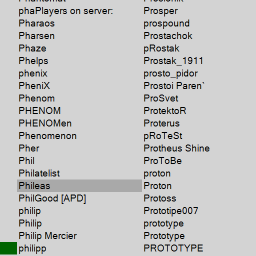 phaPlayers on server:
Pharaos
Pharsen
Phaze
Phelps
phenix
PheniX
Phenom
PHENOM
PHENOMen
Phenomenon
Pher
Phil
Philatelist
Phileas
PhilGood [APD]
philip
Philip
Philip Mercier
philipp
Prosper
prospound
Prostachok
pRostak
Prostak_1911
prosto_pidor
Prostoi Paren`
ProSvet
ProtektoR
Proterus
pRoTeSt
Protheus Shine
ProToBe
proton
Proton
Protoss
Prototipe007
prototype
Prototype
PROTOTYPE